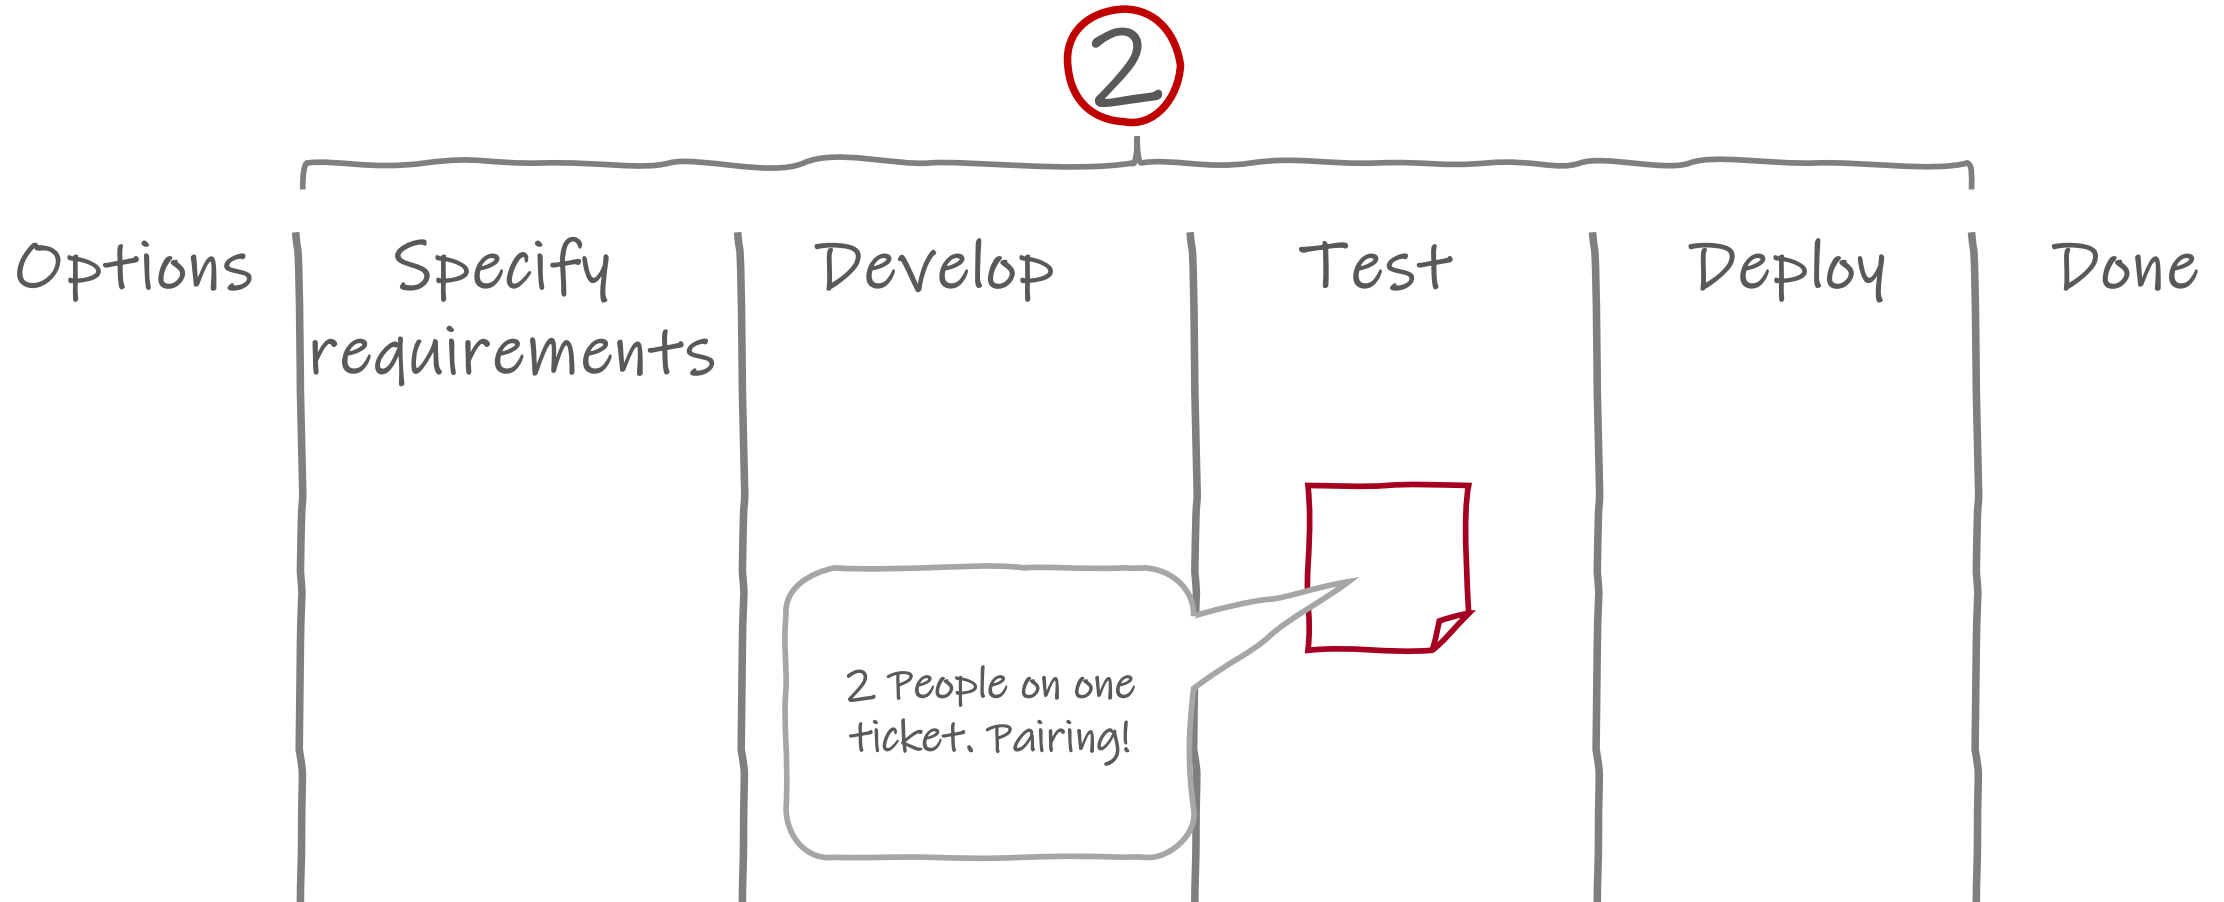 2
Options
Specify
requirements
Develop
Test
Deploy
Done
2 People on one
ticket. Pairing!